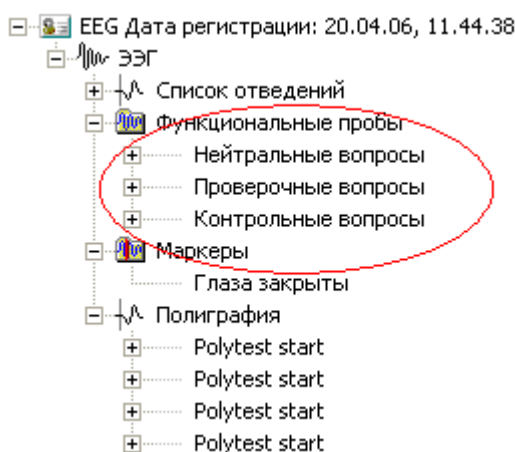 EEG Дата регистрации: 20.04.06, 11.44.38
ЭЭГ
Список отведений
Функциональные пробы
Нейтральные вопросы
Проверочные вопросы
Контрольные вопросы
Маркеры
Глаза закрыты
Полиграфия
Polytest start
Polytest start
Polytest start
Polytest start